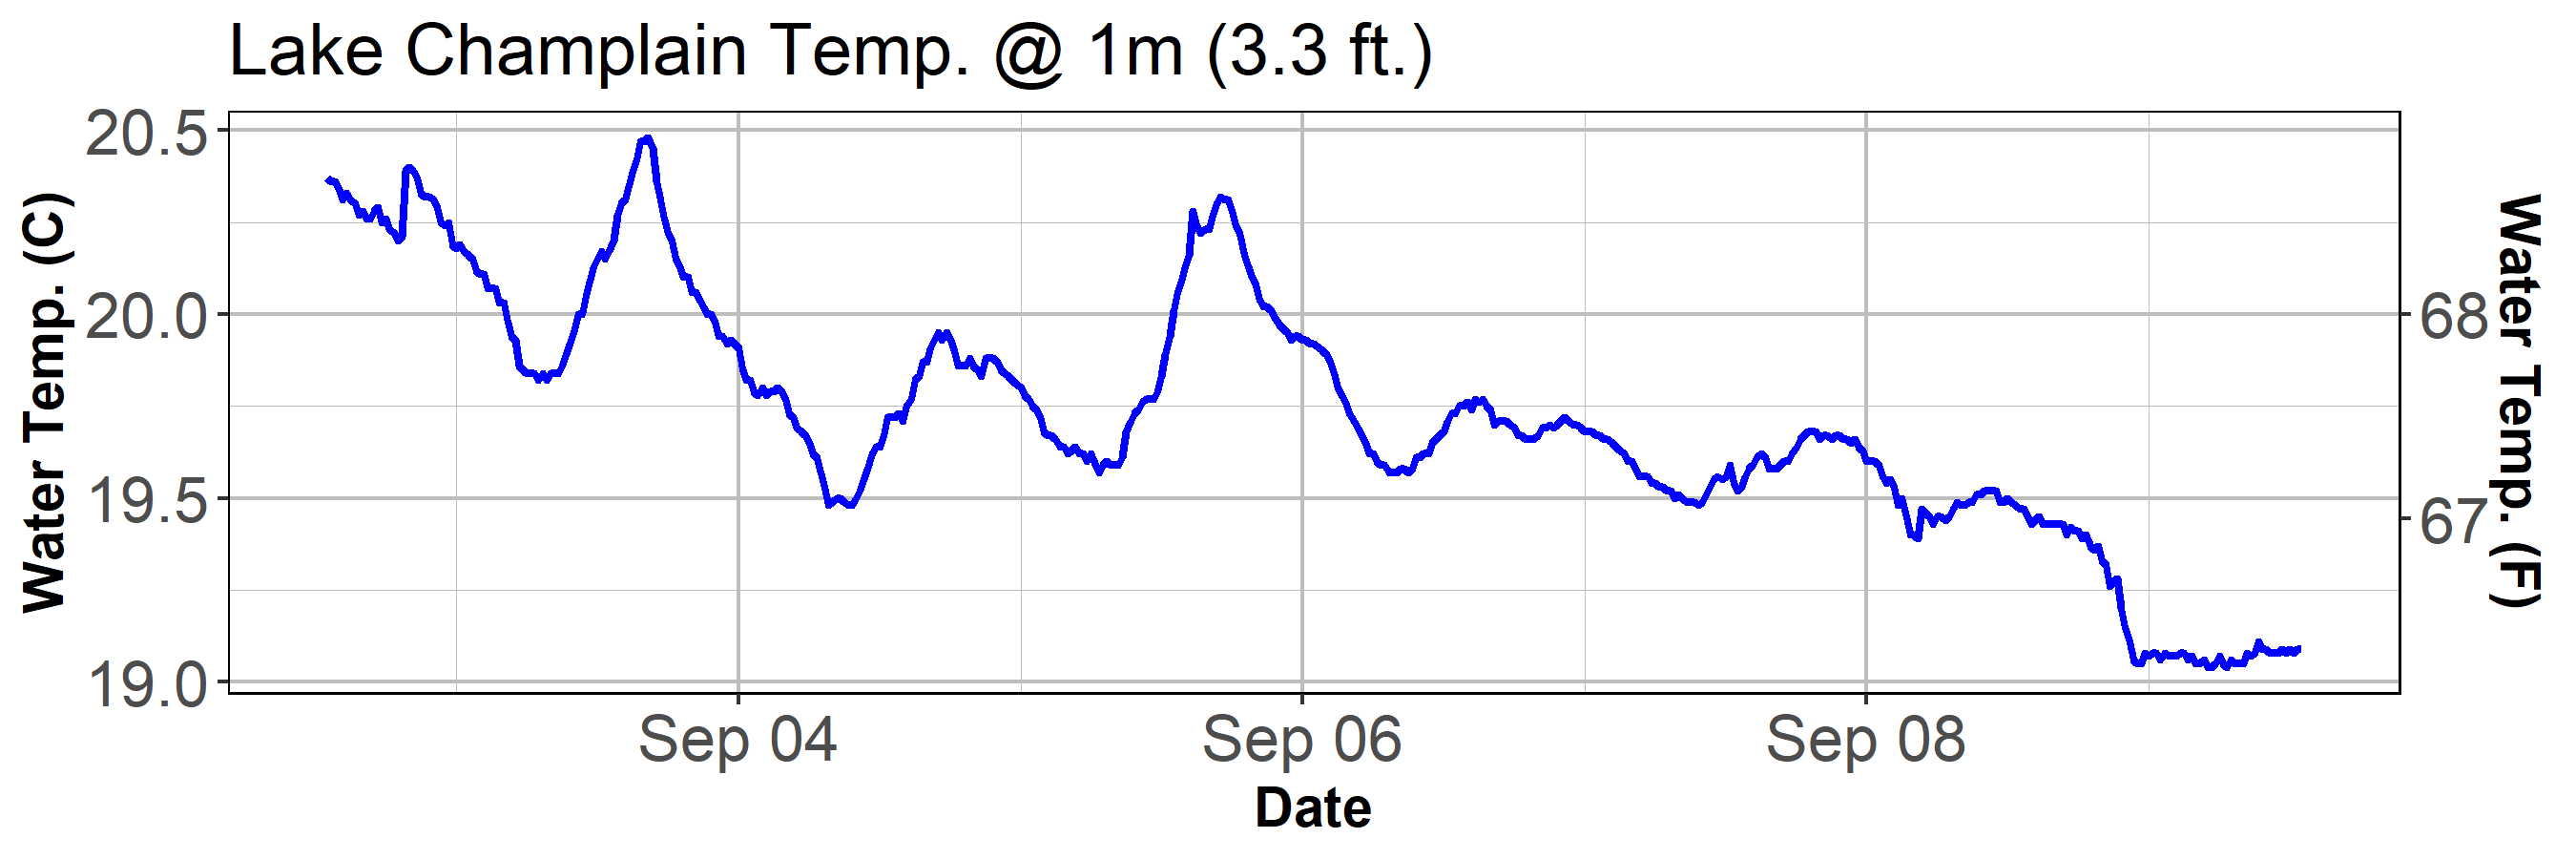 Lake Champlain Temp. @ 1m (3.3 ft.)
Water Temp. (C)
20.5
20.0
19.5
19.0
68
67
Water Temp. (F)
Sep 04 Sep 06 Sep 08
Date